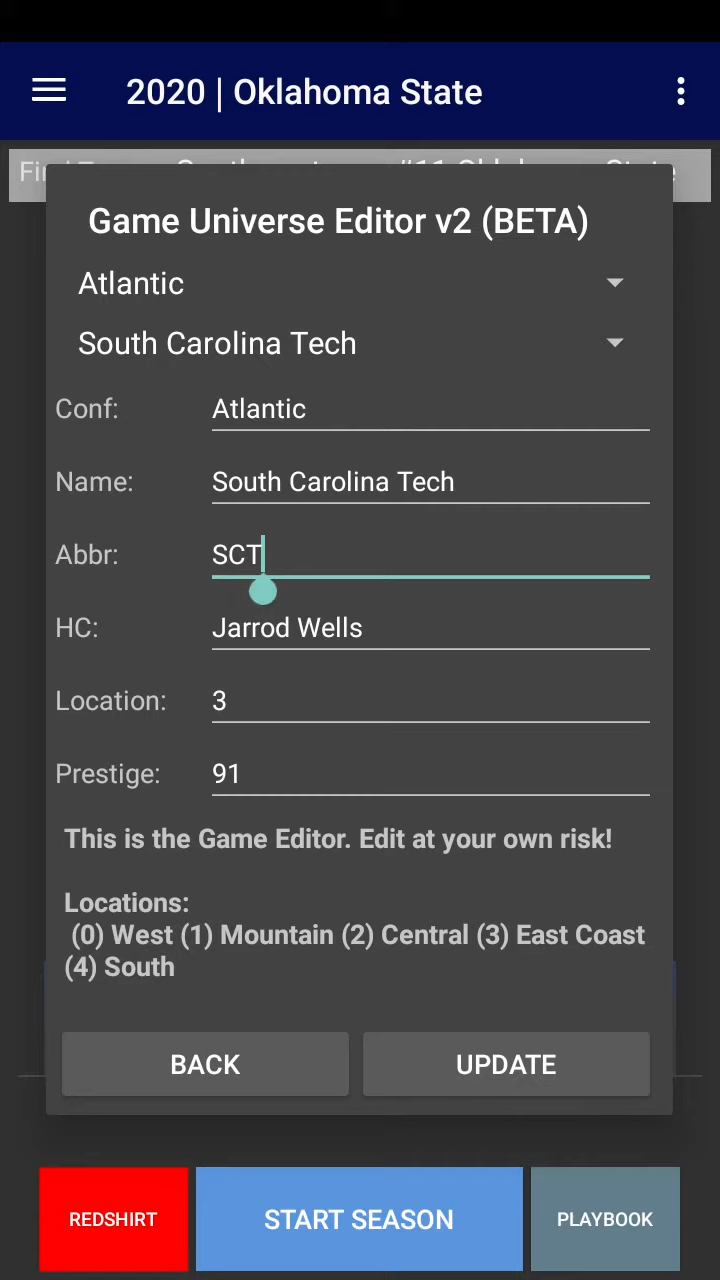 2020 | Oklahoma State
Game Universe Editor v2 (BETA)
Atlantic
South Carolina Tech
Conf: Atlantic
Name: South Carolina Tech
Abbr: SCT
HC: Jarrod Wells
Location: 3
Prestige: 91
This is the Game Editor. Edit at your own risk!
Locations:
(0) West (1) Mountain (2) Central (3) East Coast
(4) South
BACK UPDATE
REDSHIRT START SEASON PLAYBOOK